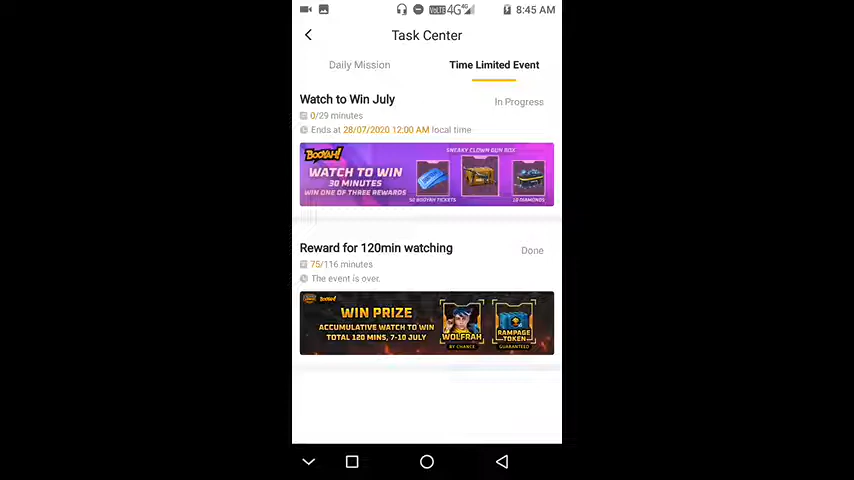 VoLTE 4G 4G 8:45 AM
Task Center
Daily Mission
Time Limited Event
Watch to Win July
In Progress
0/29 minutes
Ends at 28/07/2020 12:00 AM local time
BOOYAH!
WATCH TO WIN
30 MINUTES
WIN ONE OF THREE REWARDS
SNEAKY CLOWN GUN BOX
50 BOOYAH TICKETS
10 DIAMONDS
Reward for 120min watching
Done
75/116 minutes
The event is over.
BOOYAH!
WIN PRIZE
ACCUMULATIVE WATCH TO WIN
TOTAL 120 MINS, 7-10 JULY
WOLFRAH
BY CHANCE
RAMPAGE
TOKEN
GUARANTEED